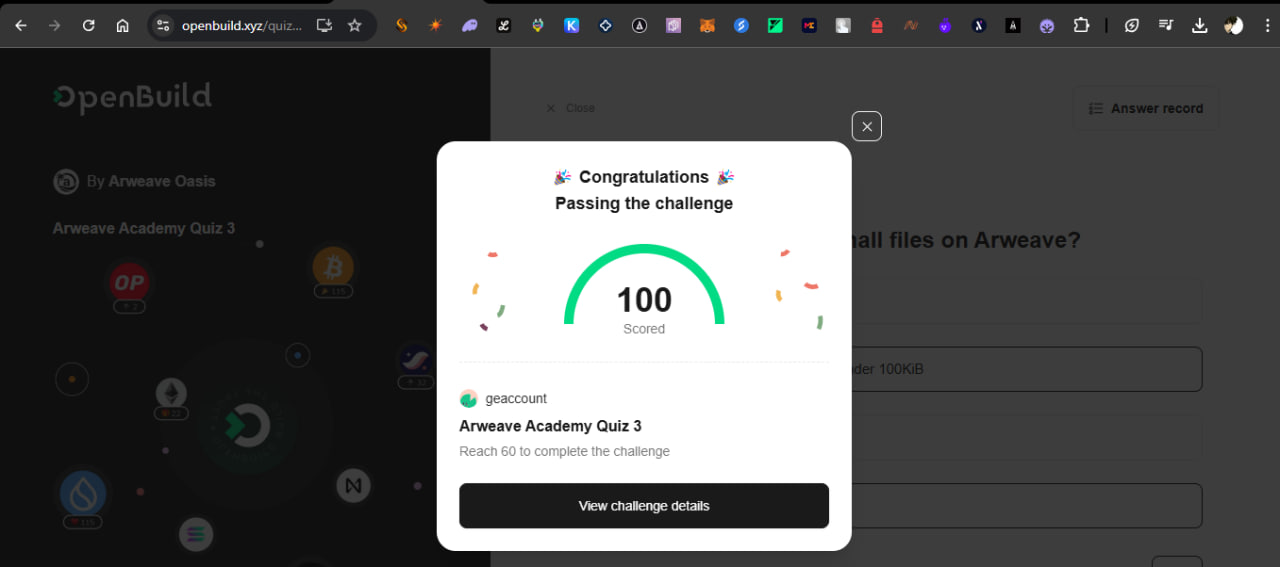 openbuild.xyz/quiz...
OpenBuild
Close
Answer record
By Arweave Oasis
Arweave Academy Quiz 3
nall files on Arweave?
der 100KiB
OP
2
115
32
22
115
Congratulations
Passing the challenge
100
Scored
geaccount
Arweave Academy Quiz 3
Reach 60 to complete the challenge
View challenge details